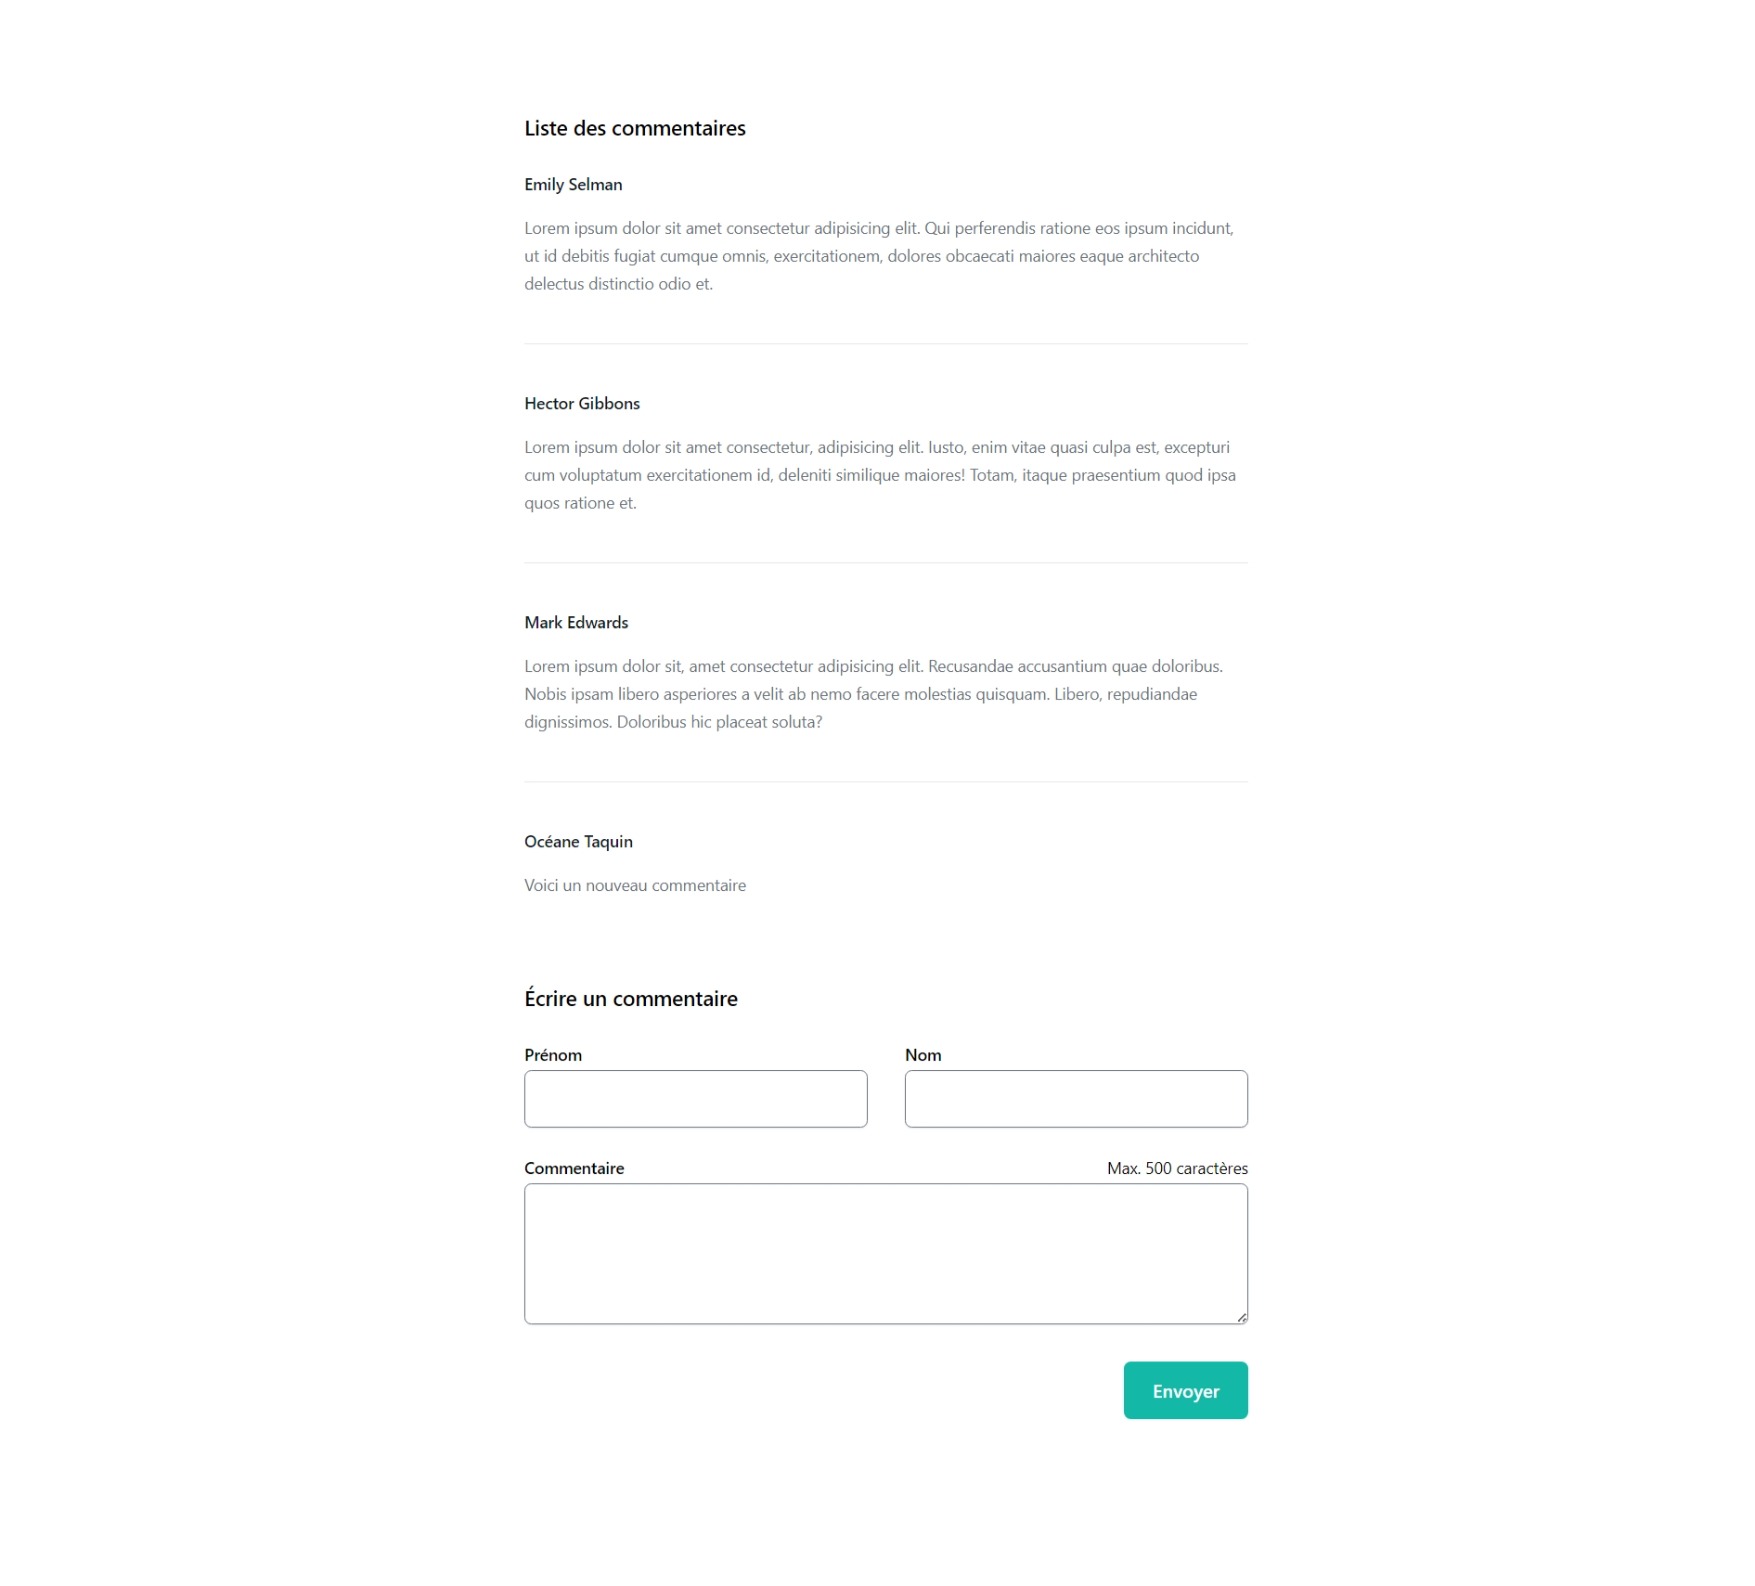 Liste des commentaires
Emily Selman
Lorem ipsum dolor sit amet consectetur adipisicing elit. Qui perferendis ratione eos ipsum incidunt,
ut id debitis fugiat cumque omnis, exercitationem, dolores obcaecati maiores eaque architecto
delectus distinctio odio et.
Hector Gibbons
Lorem ipsum dolor sit amet consectetur, adipisicing elit. Iusto, enim vitae quasi culpa est, excepturi
cum voluptatum exercitationem id, deleniti similique maiores! Totam, itaque praesentium quod ipsa
quos ratione et.
Mark Edwards
Lorem ipsum dolor sit, amet consectetur adipisicing elit. Recusandae accusantium quae doloribus.
Nobis ipsam libero asperiores a velit ab nemo facere molestias quisquam. Libero, repudiandae
dignissimos. Doloribus hic placeat soluta?
Océane Taquin
Voici un nouveau commentaire
Écrire un commentaire
Prénom
Nom
Commentaire
Max. 500 caractères
Envoyer